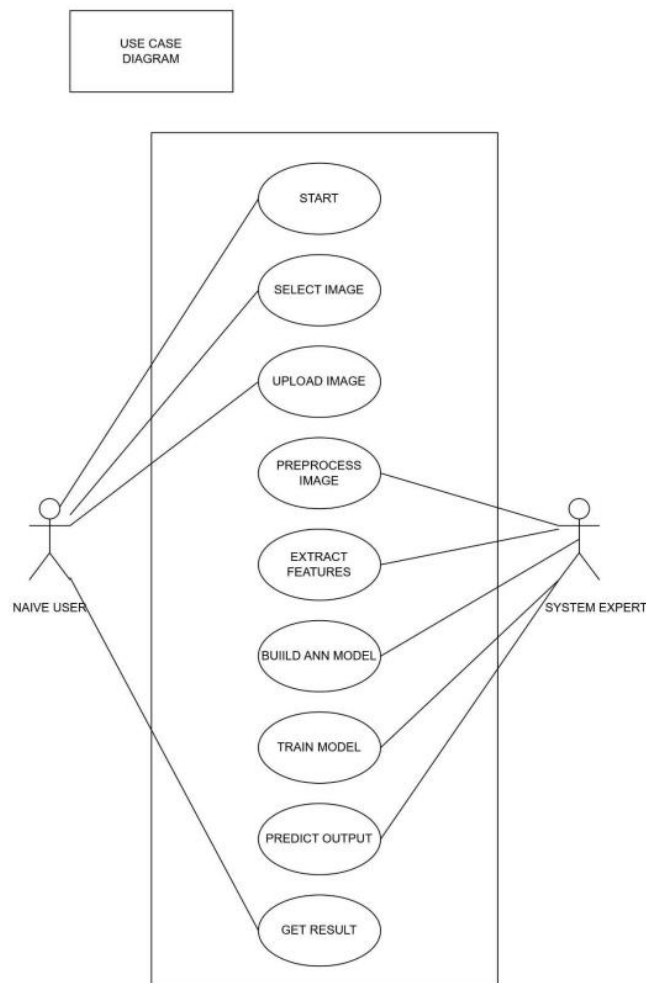 USE CASE
DIAGRAM
START
SELECT IMAGE
UPLOAD IMAGE
PREPROCESS
IMAGE
EXTRACT
FEATURES
NAIVE USER
SYSTEM EXPERT
BUIILD ANN MODEL
TRAIN MODEL
PREDICT OUTPUT
GET RESULT